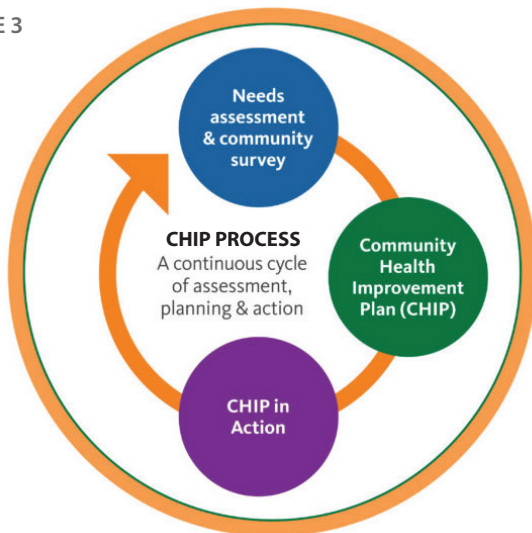 E 3
Needs
assessment
& community
survey
CHIP PROCESS
A continuous cycle
of assessment,
planning & action
Community
Health
Improvement
Plan (CHIP)
CHIP in
Action